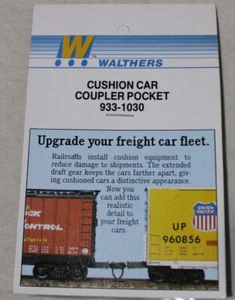 W
WALTHERS
CUSHION CAR
COUPLER POCKET
933-1030
Upgrade your freight car fleet.
Railroads install cushion equipment to
reduce damage to shipments. The extended
draft gear keeps the cars farther apart, giv-
ing cushioned cars a distinctive appearance.
Now you
can add this
realistic
detail to
your freight
cars.
CK
ONTROL
UNION
PACIFIC
UP
960856